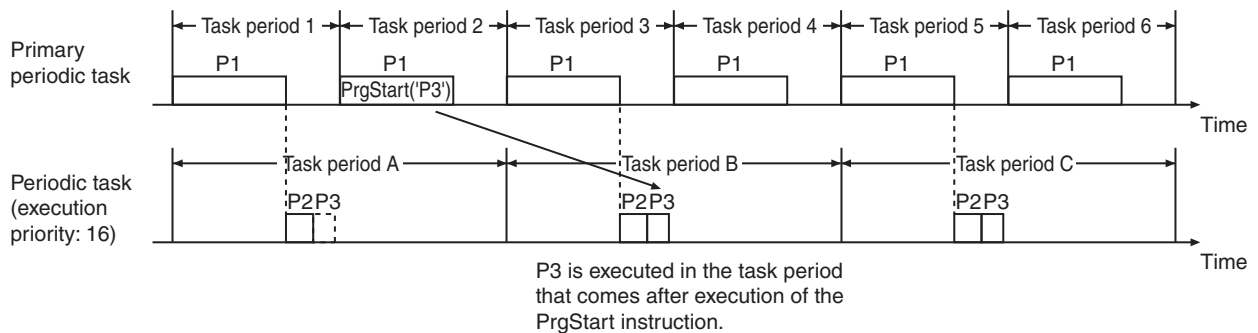 Task period 1 Task period 2 Task period 3 Task period 4 Task period 5 Task period 6
Primary
periodic task
P1 P1 P1 P1 P1 P1
PrgStart('P3')
Time
Task period A Task period B Task period C
Periodic task
(execution
priority: 16)
P2 P3 P2 P3 P2 P3
Time
P3 is executed in the task period
that comes after execution of the
PrgStart instruction.